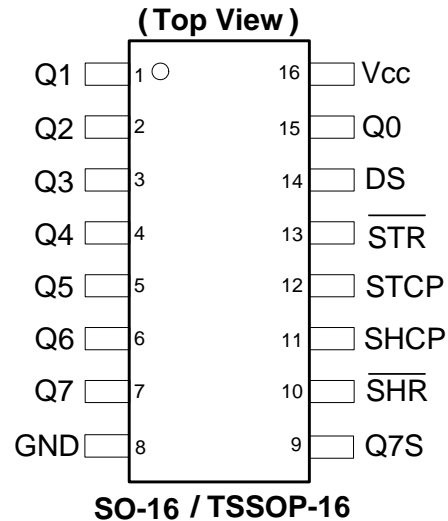 (Top View)
Q1 1 16 Vcc
Q2 2 15 Q0
Q3 3 14 DS
Q4 4 13 STR
Q5 5 12 STCP
Q6 6 11 SHCP
Q7 7 10 SHR
GND 8 9 Q7S
SO-16 / TSSOP-16